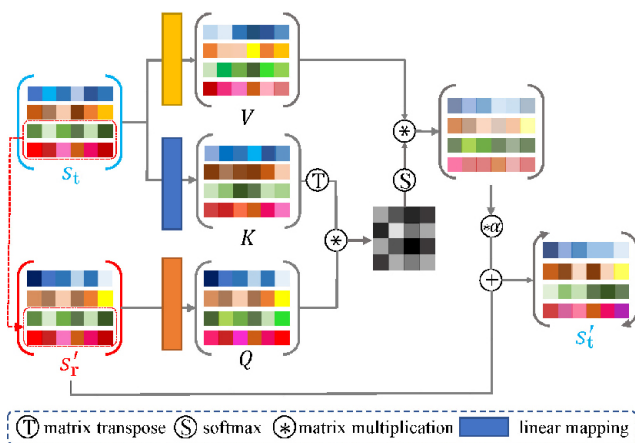 V
s_t
K
T
S
*
*
*α
+
s'_t
Q
s'_r
T matrix transpose S softmax * matrix multiplication linear mapping